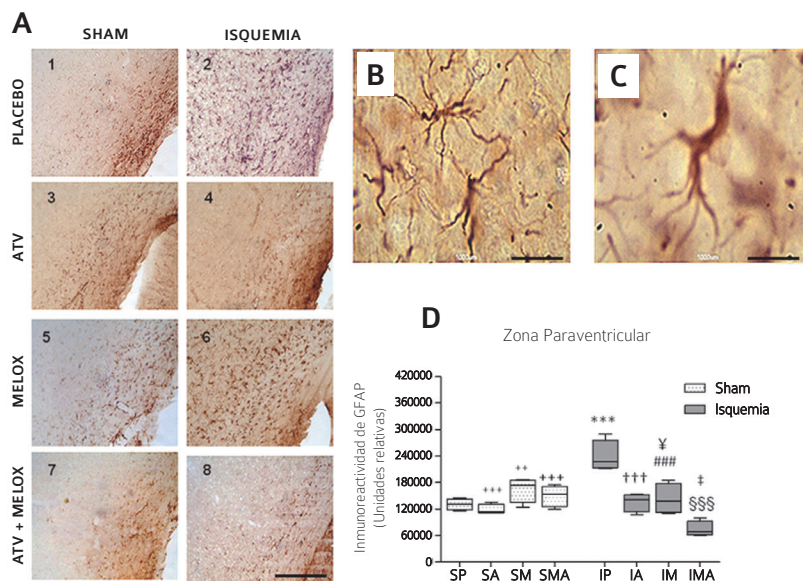 A
SHAM
ISQUEMIA
PLACEBO
1
2
ATV
3
4
MELOX
5
6
ATV + MELOX
7
8
B
1000um
C
1000um
D
Zona Paraventricular
Inmunoreactividad de GFAP
(Unidades relativas)
420000
360000
300000
240000
180000
120000
60000
0
Sham
Isquemia
+++
++
+++
***
†††
¥
###
‡
§§§
SP SA SM SMA IP IA IM IMA